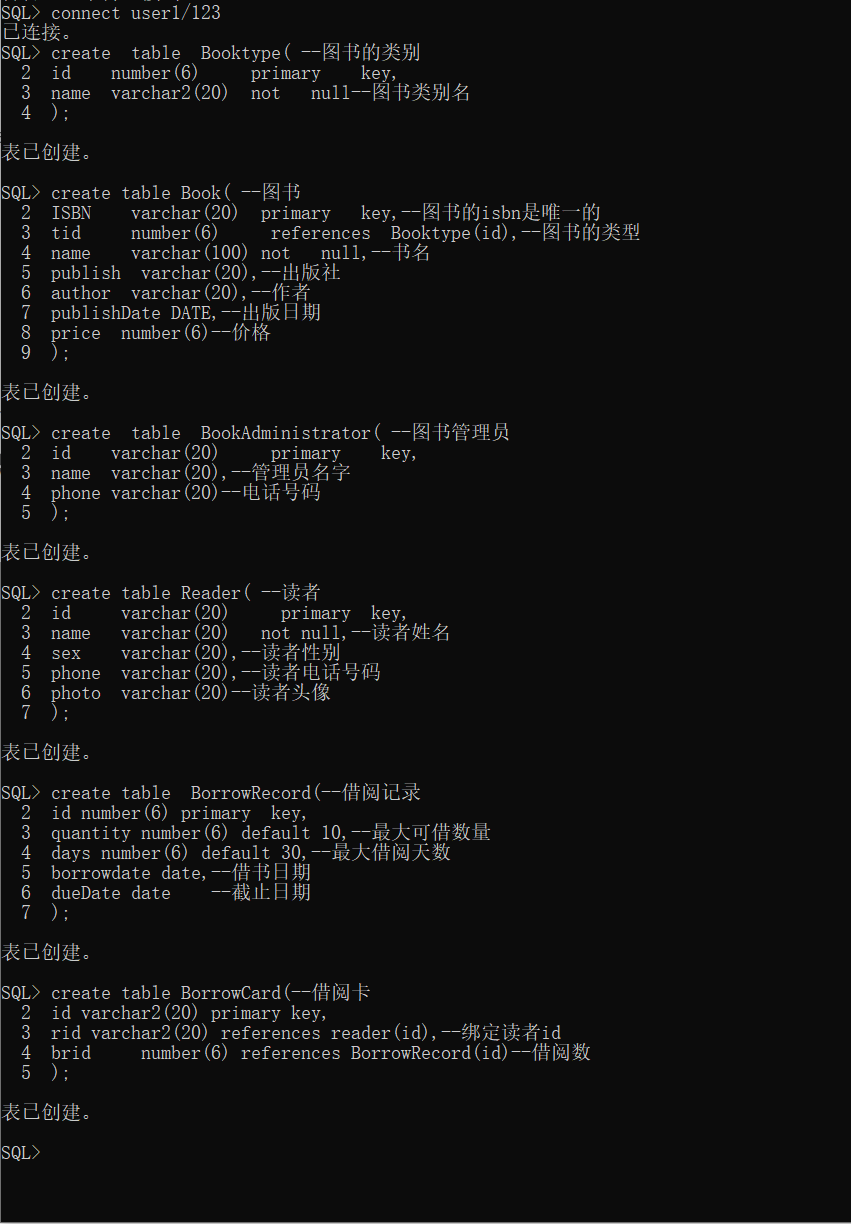 SQL> connect user1/123
已连接。
SQL> create  table  Booktype( --图书的类别
  2  id    number(6)     primary    key,
  3  name  varchar2(20)  not   null--图书类别名
  4  );
表已创建。
SQL> create table Book( --图书
  2  ISBN    varchar(20)  primary   key,--图书的isbn是唯一的
  3  tid     number(6)     references  Booktype(id),--图书的类型
  4  name    varchar(100) not   null,--书名
  5  publish  varchar(20),--出版社
  6  author  varchar(20),--作者
  7  publishDate DATE,--出版日期
  8  price  number(6)--价格
  9  );
表已创建。
SQL> create  table  BookAdministrator( --图书管理员
  2  id    varchar(20)     primary    key,
  3  name  varchar(20),--管理员名字
  4  phone varchar(20)--电话号码
  5  );
表已创建。
SQL> create table Reader( --读者
  2  id     varchar(20)     primary  key,
  3  name   varchar(20)   not null,--读者姓名
  4  sex    varchar(20),--读者性别
  5  phone  varchar(20),--读者电话号码
  6  photo  varchar(20)--读者头像
  7  );
表已创建。
SQL> create table  BorrowRecord(--借阅记录
  2  id number(6) primary  key,
  3  quantity number(6) default 10,--最大可借数量
  4  days number(6) default 30,--最大借阅天数
  5  borrowdate date,--借书日期
  6  dueDate date    --截止日期
  7  );
表已创建。
SQL> create table BorrowCard(--借阅卡
  2  id varchar2(20) primary key,
  3  rid varchar2(20) references reader(id),--绑定读者id
  4  brid     number(6) references BorrowRecord(id)--借阅数
  5  );
表已创建。
SQL>